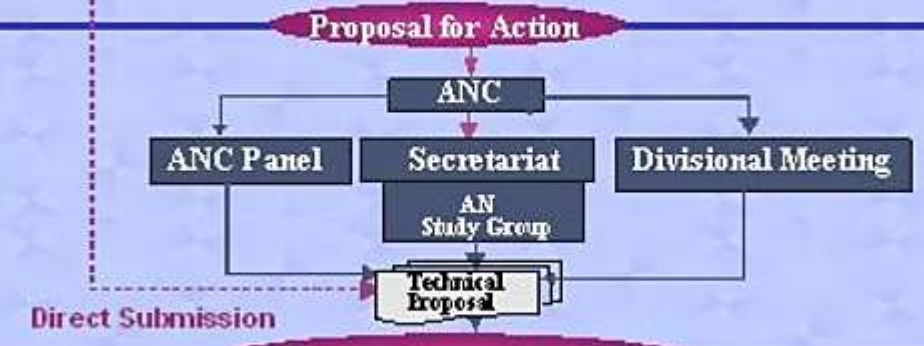 Proposal for Action
ANC
ANC Panel
Secretariat
Divisional Meeting
AN
Study Group
Technical
Proposal
Direct Submission